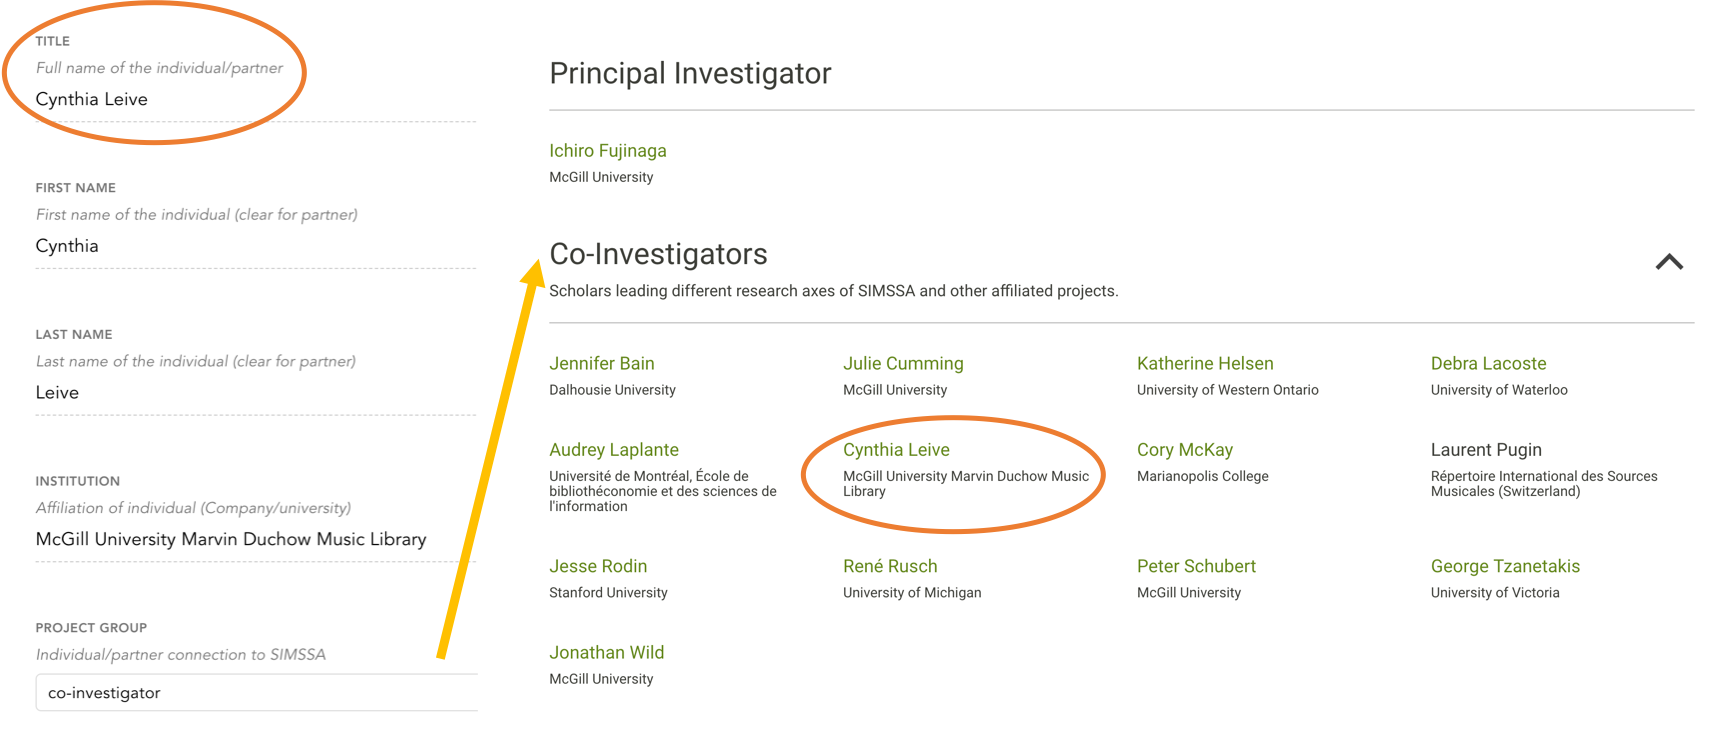 TITLE
Full name of the individual/partner
Cynthia Leive
FIRST NAME
First name of the individual (clear for partner)
Cynthia
LAST NAME
Last name of the individual (clear for partner)
Leive
INSTITUTION
Affiliation of individual (Company/university)
McGill University Marvin Duchow Music Library
PROJECT GROUP
Individual/partner connection to SIMSSA
co-investigator
Principal Investigator
Ichiro Fujinaga
McGill University
Co-Investigators
Scholars leading different research axes of SIMSSA and other affiliated projects.
Jennifer Bain
Dalhousie University
Julie Cumming
McGill University
Katherine Helsen
University of Western Ontario
Debra Lacoste
University of Waterloo
Audrey Laplante
Université de Montréal, École de
bibliothéconomie et des sciences de
l'information
Cynthia Leive
McGill University Marvin Duchow Music
Library
Cory McKay
Marianopolis College
Laurent Pugin
Répertoire International des Sources
Musicales (Switzerland)
Jesse Rodin
Stanford University
René Rusch
University of Michigan
Peter Schubert
McGill University
George Tzanetakis
University of Victoria
Jonathan Wild
McGill University